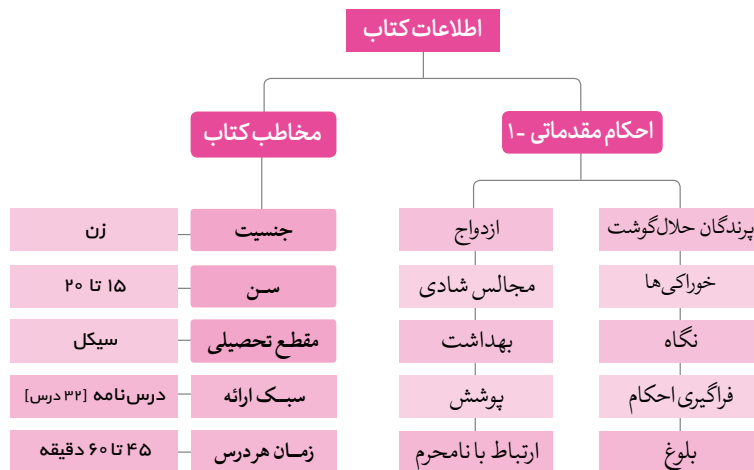 اطلاعات کتاب
احکام مقدماتی -۱
پرندگان حلال‌گوشت
خوراکی‌ها
نگاه
فراگیری احکام
بلوغ
ازدواج
مجالس شادی
بهداشت
پوشش
ارتباط با نامحرم
مخاطب کتاب
جنسیت
زن
سن
۱۵ تا ۲۰
مقطع تحصیلی
سیکل
سبک ارائه
درس‌نامه [۳۲ درس]
زمان هر درس
۴۵ تا ۶۰ دقیقه